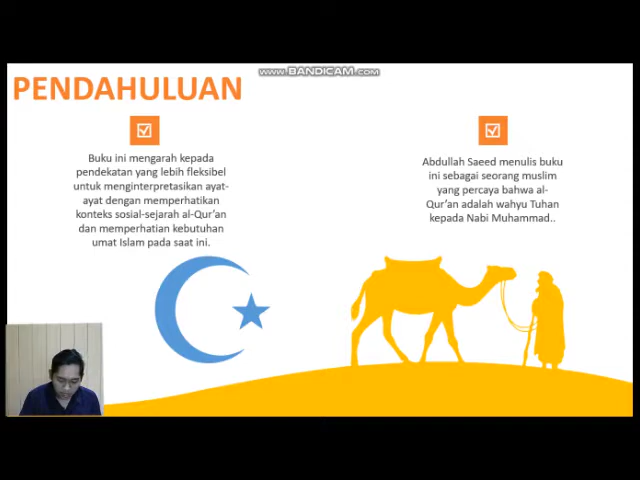 www.BANDICAM.com
PENDAHULUAN
Buku ini mengarah kepada
pendekatan yang lebih fleksibel
untuk menginterpretasikan ayat-
ayat dengan memperhatikan
konteks sosial-sejarah al-Qur'an
dan memperhatian kebutuhan
umat Islam pada saat ini.
Abdullah Saeed menulis buku
ini sebagai seorang muslim
yang percaya bahwa al-
Qur'an adalah wahyu Tuhan
kepada Nabi Muhammad..